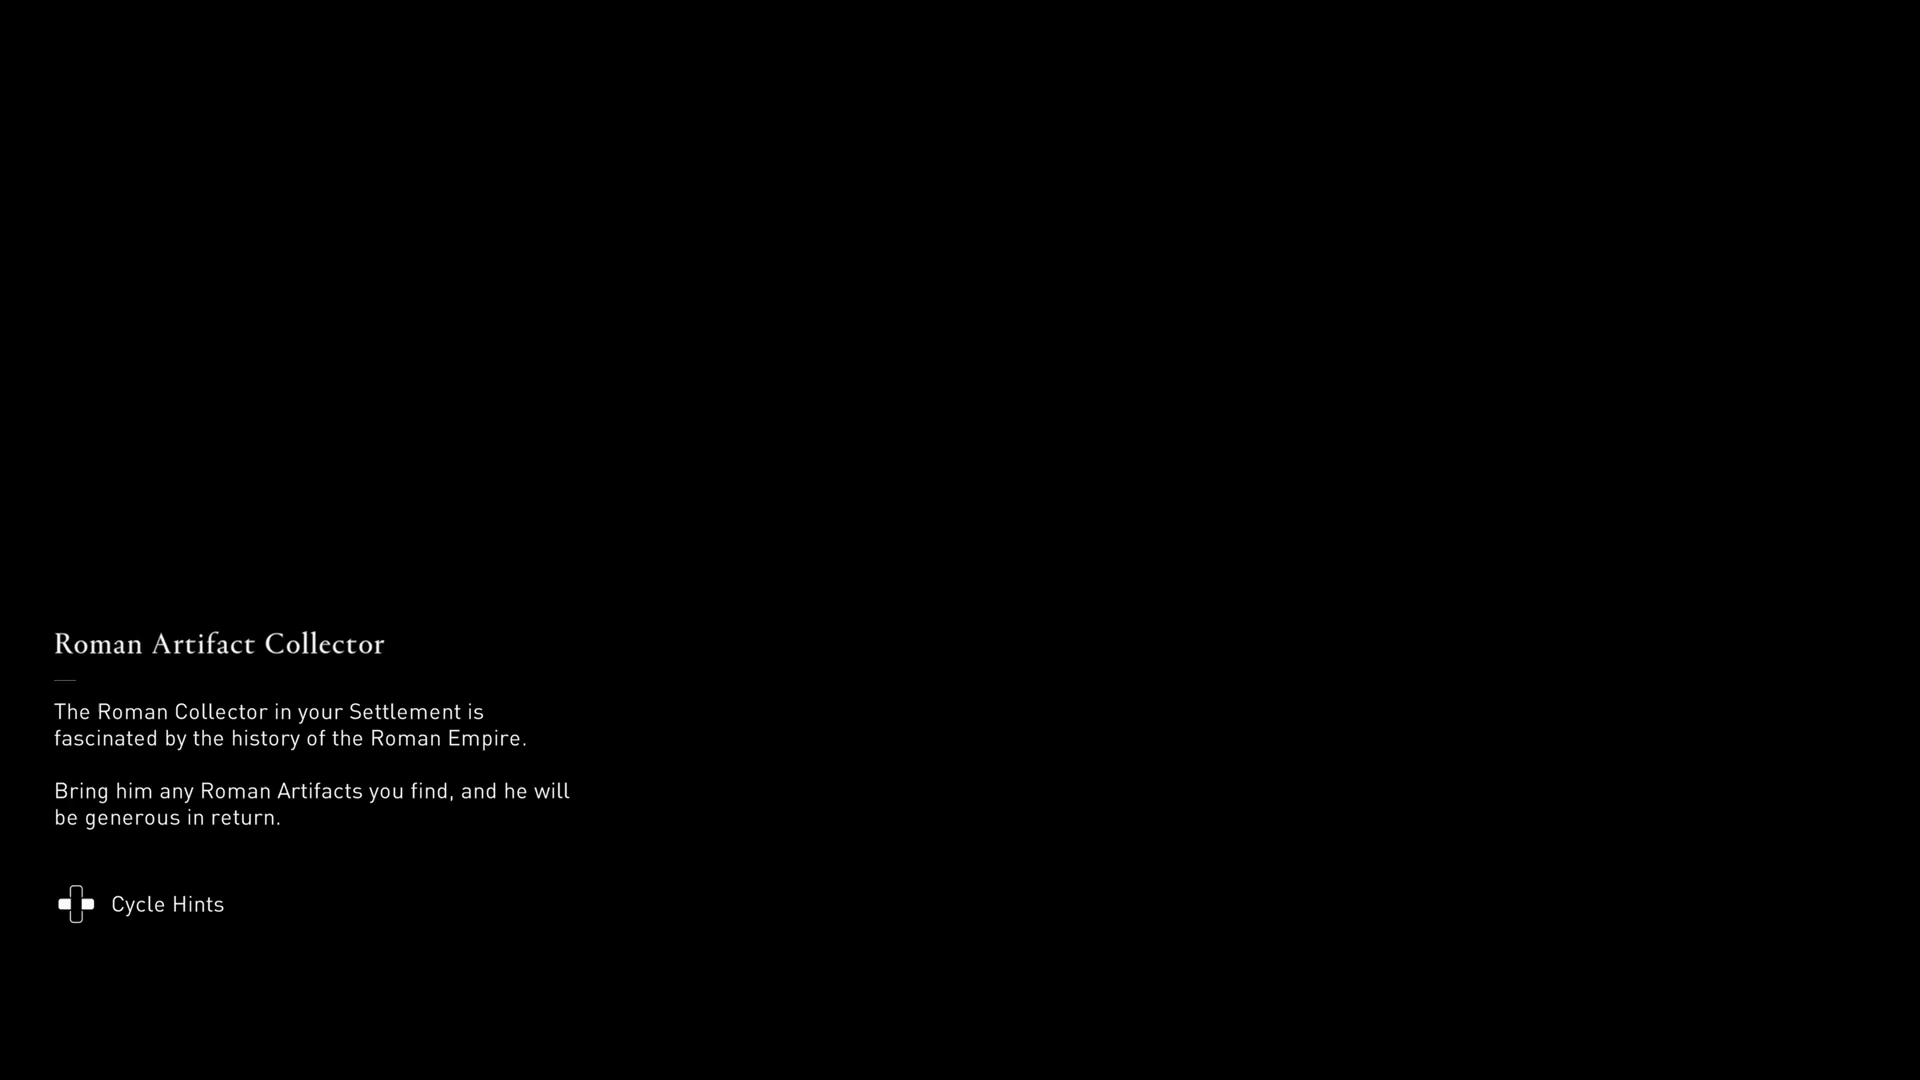 Roman Artifact Collector
The Roman Collector in your Settlement is
fascinated by the history of the Roman Empire.
Bring him any Roman Artifacts you find, and he will
be generous in return.
Cycle Hints